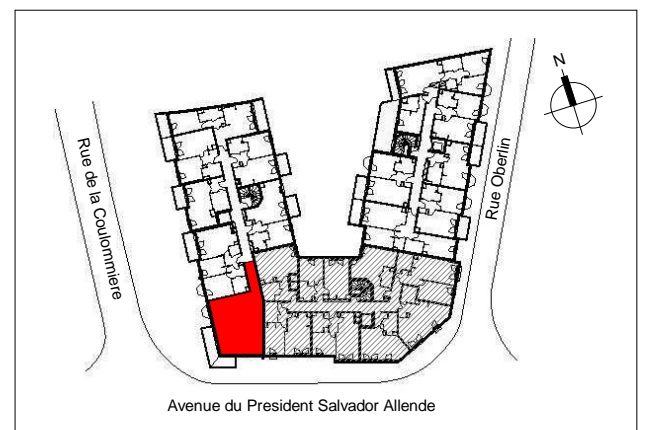 N
Rue de la Coulommiere
Rue Oberlin
Avenue du President Salvador Allende